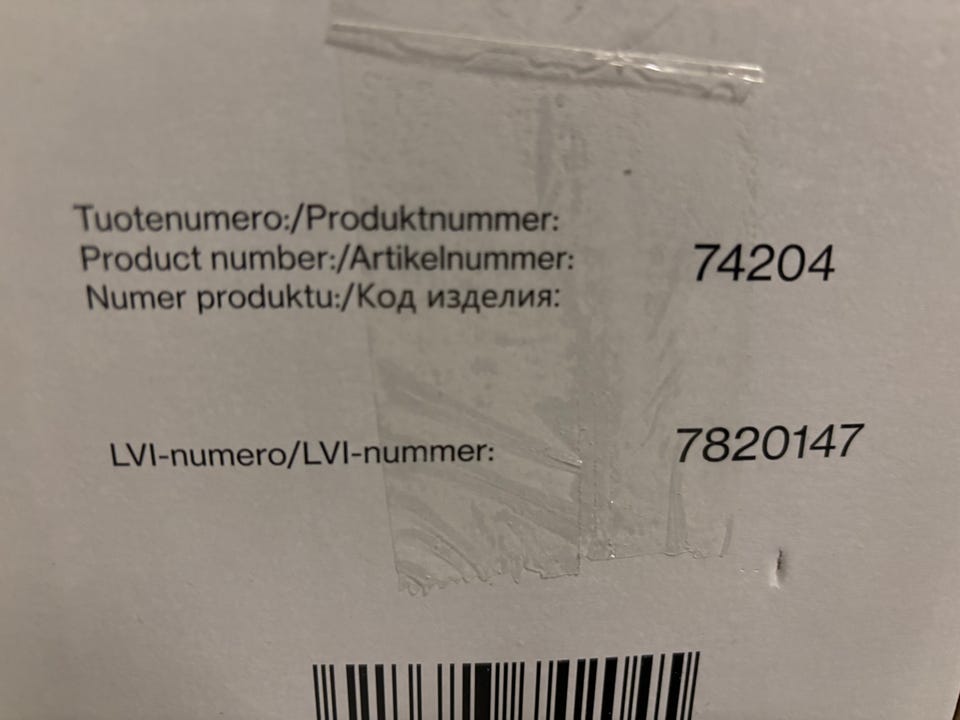 Tuotenumero:/Produktnummer:
Product number:/Artikelnummer: 74204
Numer produktu:/Код изделия:
LVI-numero/LVI-nummer: 7820147